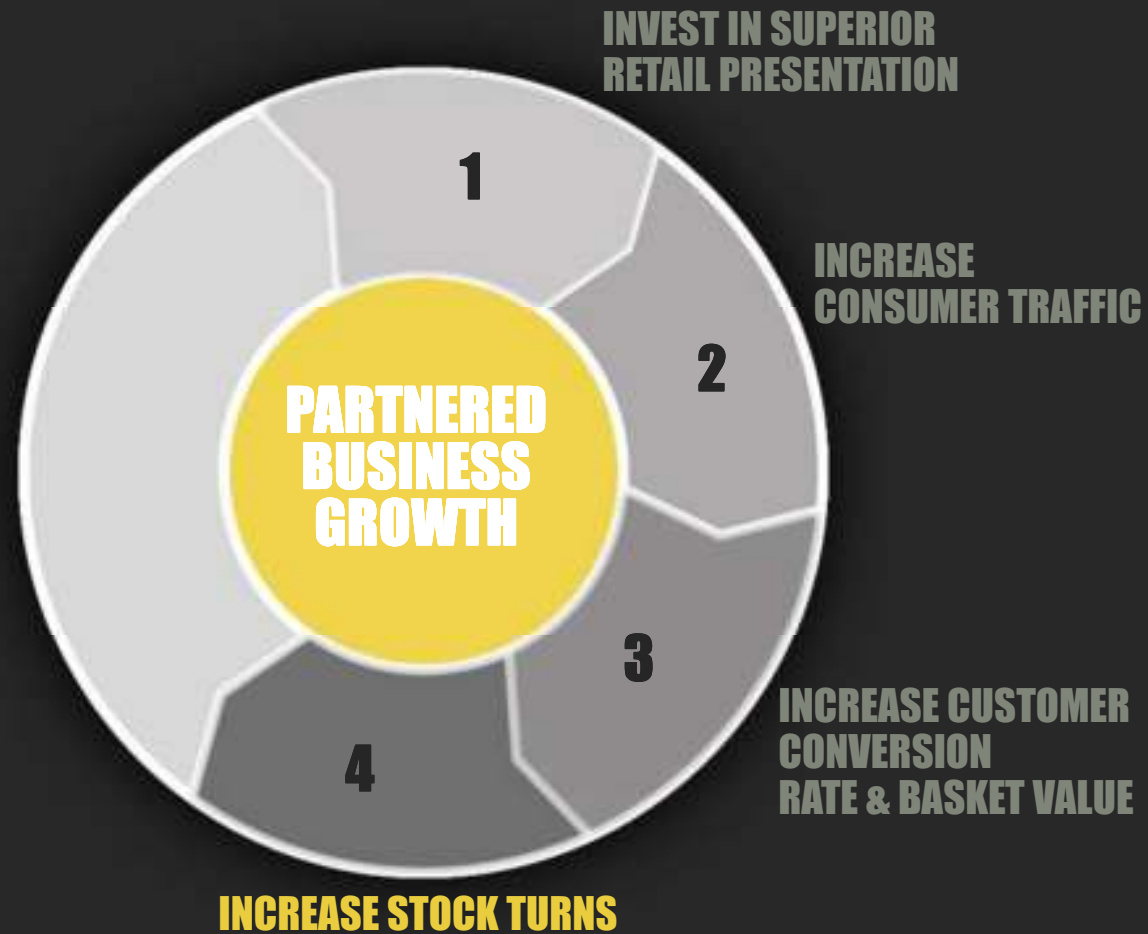 INVEST IN SUPERIOR
RETAIL PRESENTATION
1
INCREASE
CONSUMER TRAFFIC
2
PARTNERED
BUSINESS
GROWTH
3
INCREASE CUSTOMER
CONVERSION
RATE & BASKET VALUE
4
INCREASE STOCK TURNS